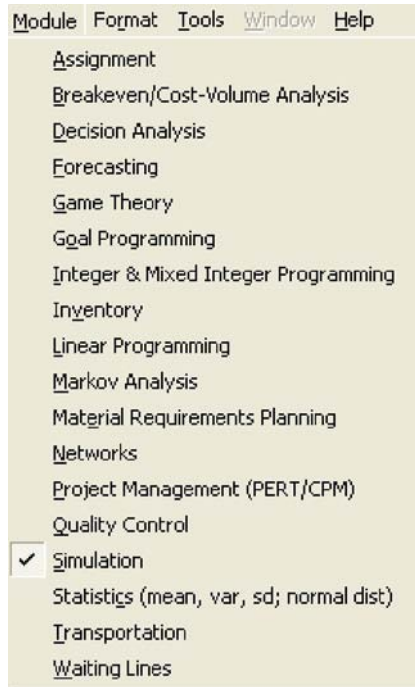 Module Format Tools Window Help
Assignment
Breakeven/Cost-Volume Analysis
Decision Analysis
Forecasting
Game Theory
Goal Programming
Integer & Mixed Integer Programming
Inventory
Linear Programming
Markov Analysis
Material Requirements Planning
Networks
Project Management (PERT/CPM)
Quality Control
Simulation
Statistics (mean, var, sd; normal dist)
Transportation
Waiting Lines